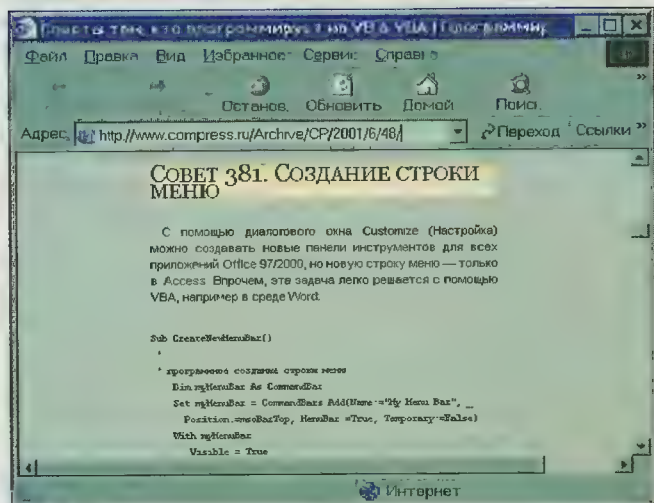 Советы тем, кто программирует на VB & VBA | Программир
Файл Правка Вид Избранное Сервис Справка
Останов. Обновить Домой Поиск
Адрес http://www.compress.ru/Archive/CP/2001/6/48/ Переход Ссылки »
СОВЕТ 381. СОЗДАНИЕ СТРОКИ
МЕНЮ
С помощью диалогового окна Customize (Настройка)
можно создавать новые панели инструментов для всех
приложений Office 97/2000, но новую строку меню — только
в Access. Впрочем, эта задача легко решается с помощью
VBA, например в среде Word.
Sub CreateNewMenuBar()
'
' программное создание строки меню
Dim myMenuBar As CommandBar
Set myMenuBar = CommandBars Add(Name:="My Menu Bar", _
Position:=msoBarTop, MenuBar:=True, Temporary:=False)
With myMenuBar
Visible = True
Интернет